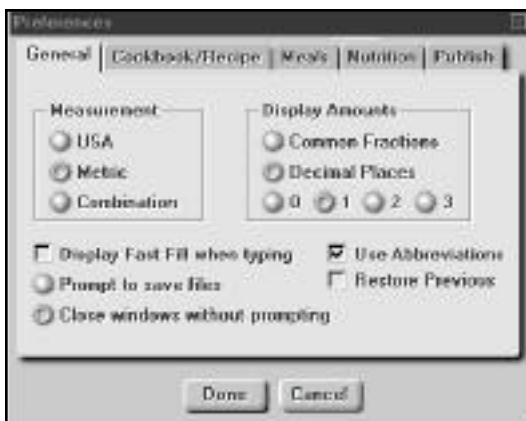 Preferences
General Cookbook/Recipe Meals Nutrition Publish
Measurement Display Amounts
USA Common Fractions
Metric Decimal Places
Combination 0 1 2 3
Display Fast Fill when typing Use Abbreviations
Prompt to save files Restore Previous
Close windows without prompting
Done Cancel